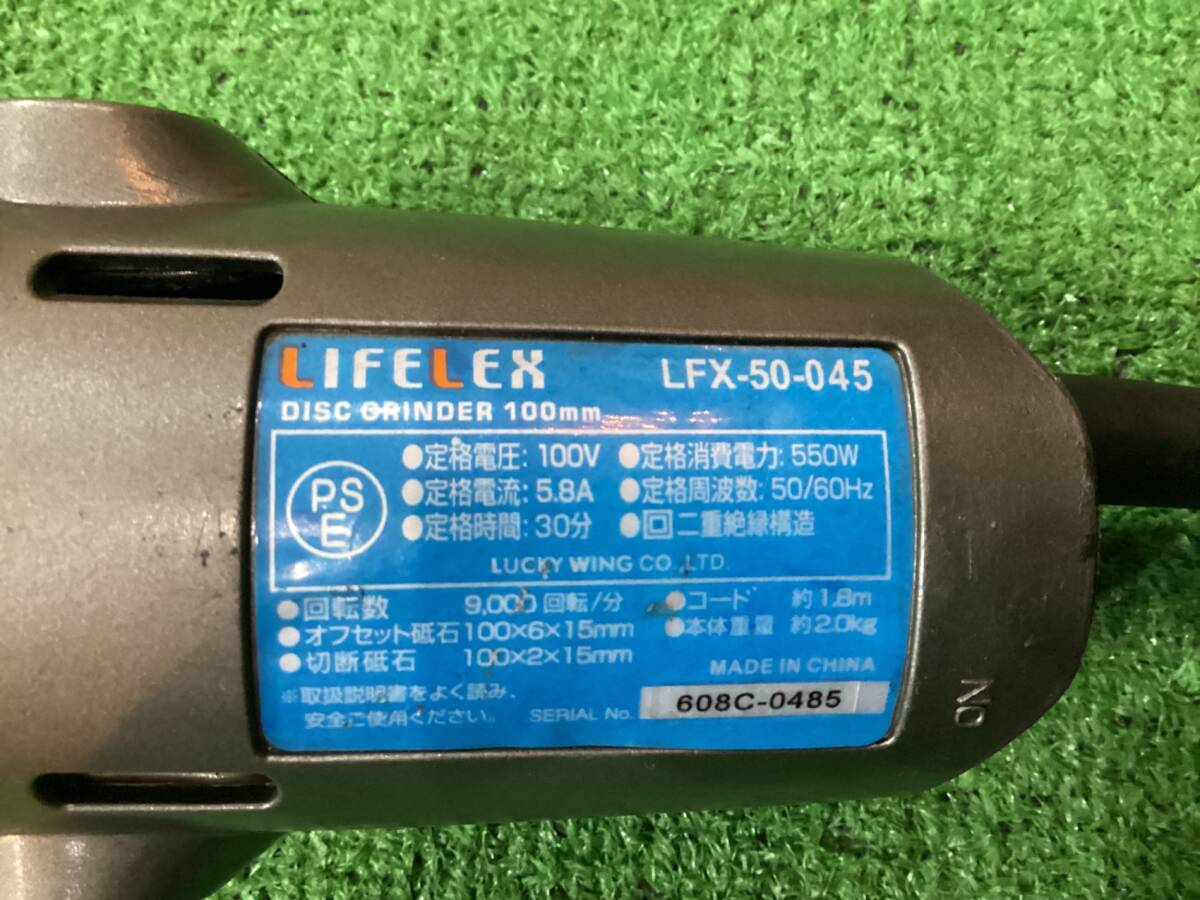 LIFELEX LFX-50-045
DISC GRINDER 100mm
●定格電圧: 100V ●定格消費電力: 550W
●定格電流: 5.8A ●定格周波数: 50/60Hz
●定格時間: 30分 ●回二重絶縁構造
PS
E
LUCKY WING CO.,LTD.
●回転数 9,000回転/分 ●コード 約1.8m
●オフセット砥石100×6×15mm ●本体重量 約2.0kg
●切断砥石 100×2×15mm
MADE IN CHINA
※取扱説明書をよく読み、
安全ご使用ください。 SERIAL No. 608C-0485
ON